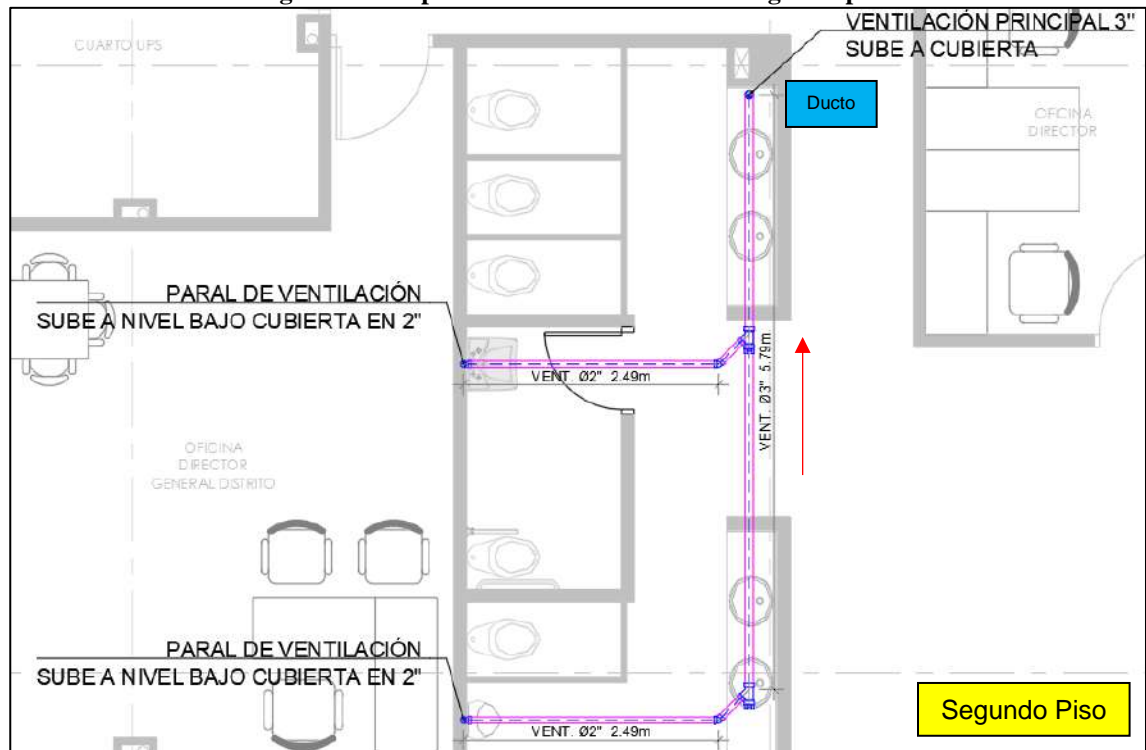 VENTILACIÓN PRINCIPAL 3"
SUBE A CUBIERTA
CUARTO UPS
Ducto
OFICINA
DIRECTOR
PARAL DE VENTILACIÓN
SUBE A NIVEL BAJO CUBIERTA EN 2"
VENT. Ø2" 2.49m
VENT. Ø3" 5.79m
OFICINA
DIRECTOR
GENERAL DISTRITO
PARAL DE VENTILACIÓN
SUBE A NIVEL BAJO CUBIERTA EN 2"
Segundo Piso
VENT. Ø2" 2.49m